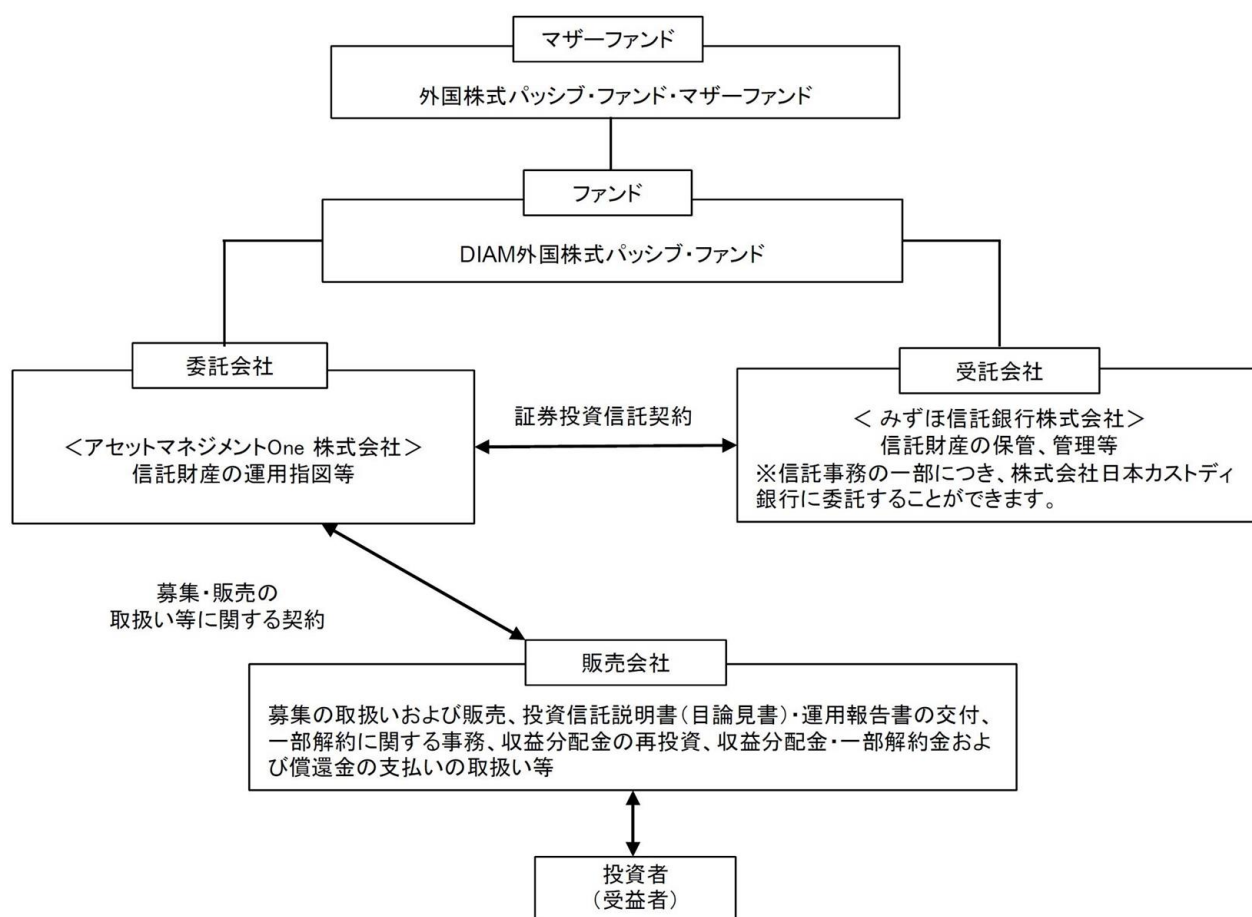 マザーファンド
外国株式パッシブ・ファンド・マザーファンド
ファンド
DIAM外国株式パッシブ・ファンド
委託会社
<アセットマネジメントOne 株式会社>
信託財産の運用指図等
証券投資信託契約
受託会社
< みずほ信託銀行株式会社>
信託財産の保管、管理等
※信託事務の一部につき、株式会社日本カストディ
銀行に委託することができます。
募集・販売の
取扱い等に関する契約
販売会社
募集の取扱いおよび販売、投資信託説明書(目論見書)・運用報告書の交付、
一部解約に関する事務、収益分配金の再投資、収益分配金・一部解約金およ
び償還金の支払いの取扱い等
投資者
(受益者)